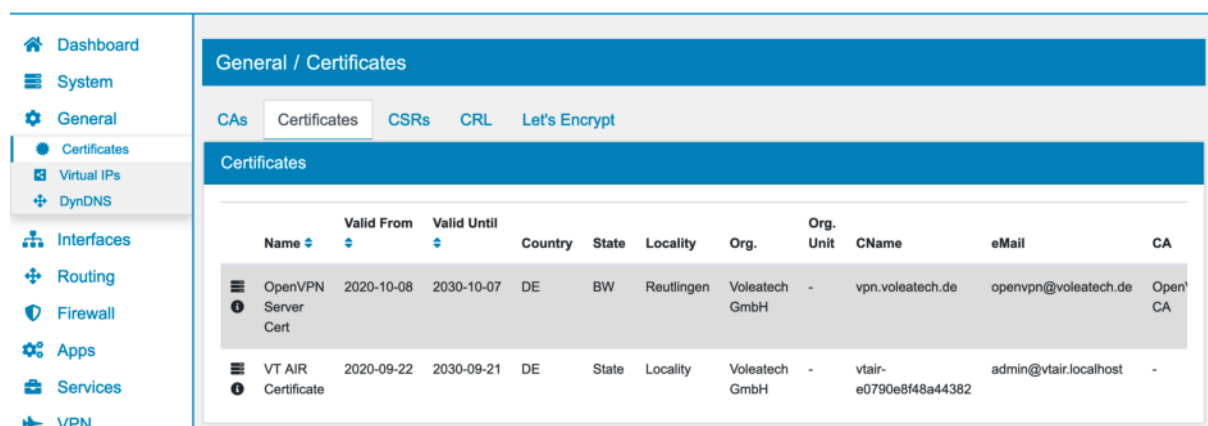 Dashboard
System
General
Certificates
Virtual IPs
DynDNS
Interfaces
Routing
Firewall
Apps
Services
VPN
General / Certificates
CAs Certificates CSRs CRL Let's Encrypt
Certificates
Valid From Valid Until Org.
Name Country State Locality Org. Unit CName eMail CA
OpenVPN 2020-10-08 2030-10-07 DE BW Reutlingen Voleatech - vpn.voleatech.de openvpn@voleatech.de
Server GmbH CA
Cert
VT AIR 2020-09-22 2030-09-21 DE State Locality Voleatech - vtair- admin@vtair.localhost -
Certificate GmbH e0790e8f48a44382